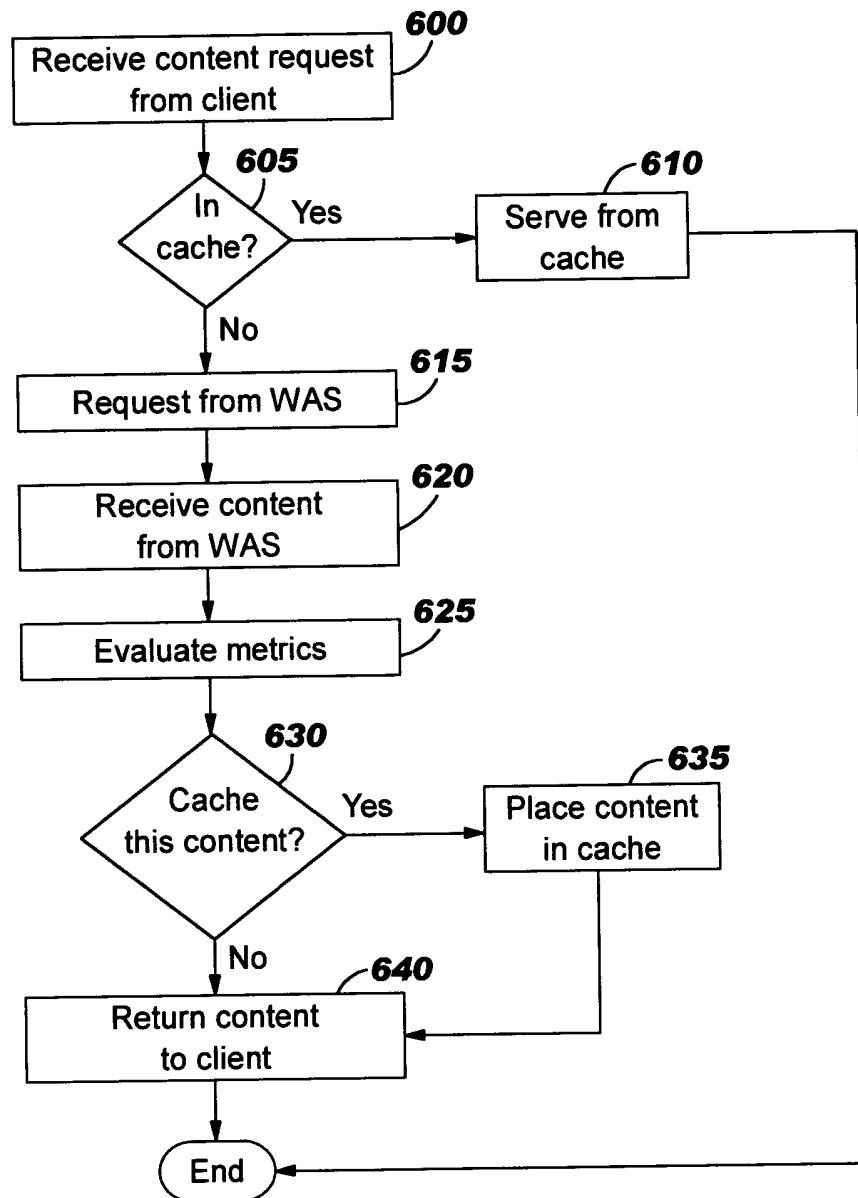 600
Receive content request
from client
605
In
cache?
Yes
610
Serve from
cache
No
615
Request from WAS
620
Receive content
from WAS
625
Evaluate metrics
630
Cache
this content?
Yes
635
Place content
in cache
No
640
Return content
to client
End